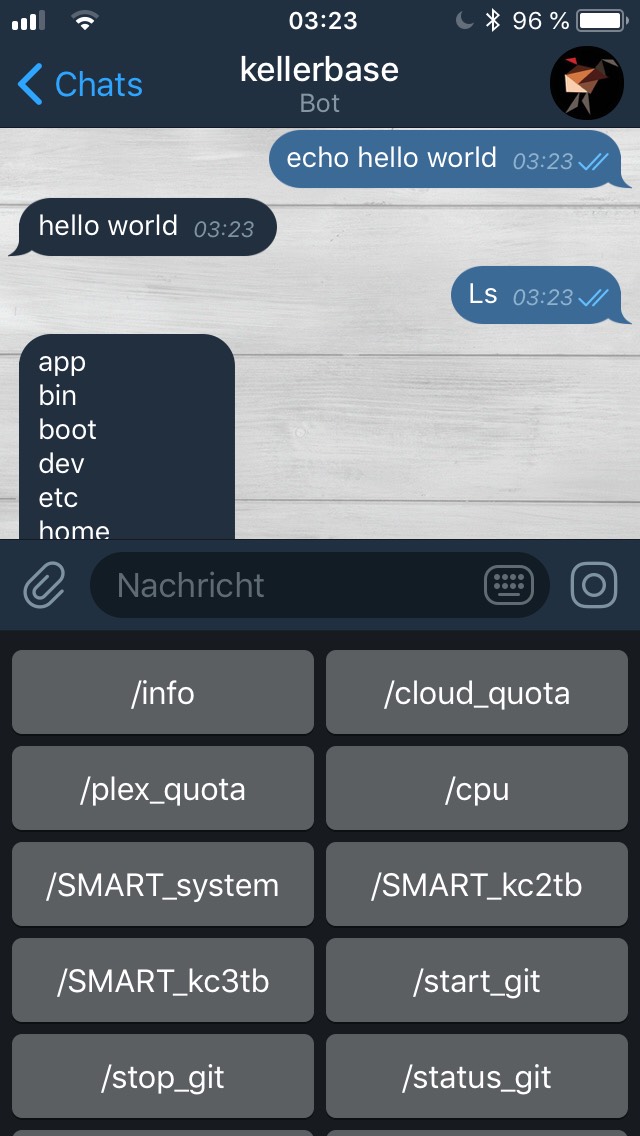 03:23 96 %
Chats kellerbase
Bot
echo hello world 03:23
hello world 03:23
Ls 03:23
app
bin
boot
dev
etc
home
Nachricht
/info /cloud_quota
/plex_quota /cpu
/SMART_system /SMART_kc2tb
/SMART_kc3tb /start_git
/stop_git /status_git